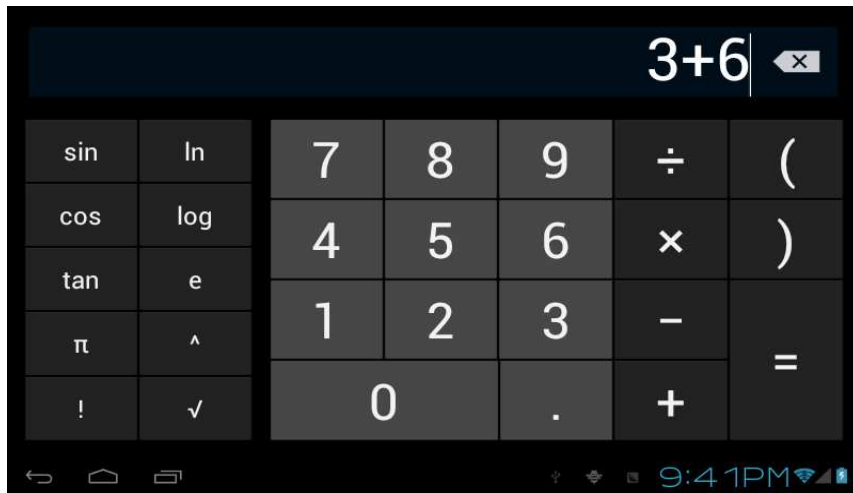 3+6
sin ln 7 8 9 ÷ (
cos log 4 5 6 × )
tan e 1 2 3 −
π ^ =
! √ 0 . +
9:41PM